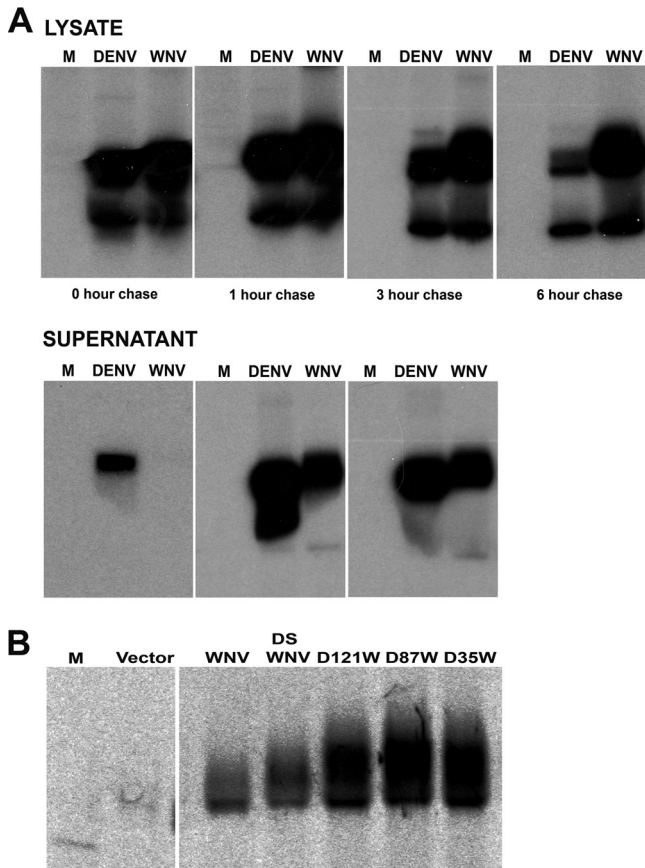 A LYSATE
M DENV WNV M DENV WNV M DENV WNV M DENV WNV
0 hour chase 1 hour chase 3 hour chase 6 hour chase
SUPERNATANT
M DENV WNV M DENV WNV M DENV WNV
B
DS
M Vector WNV WNV D121W D87W D35W